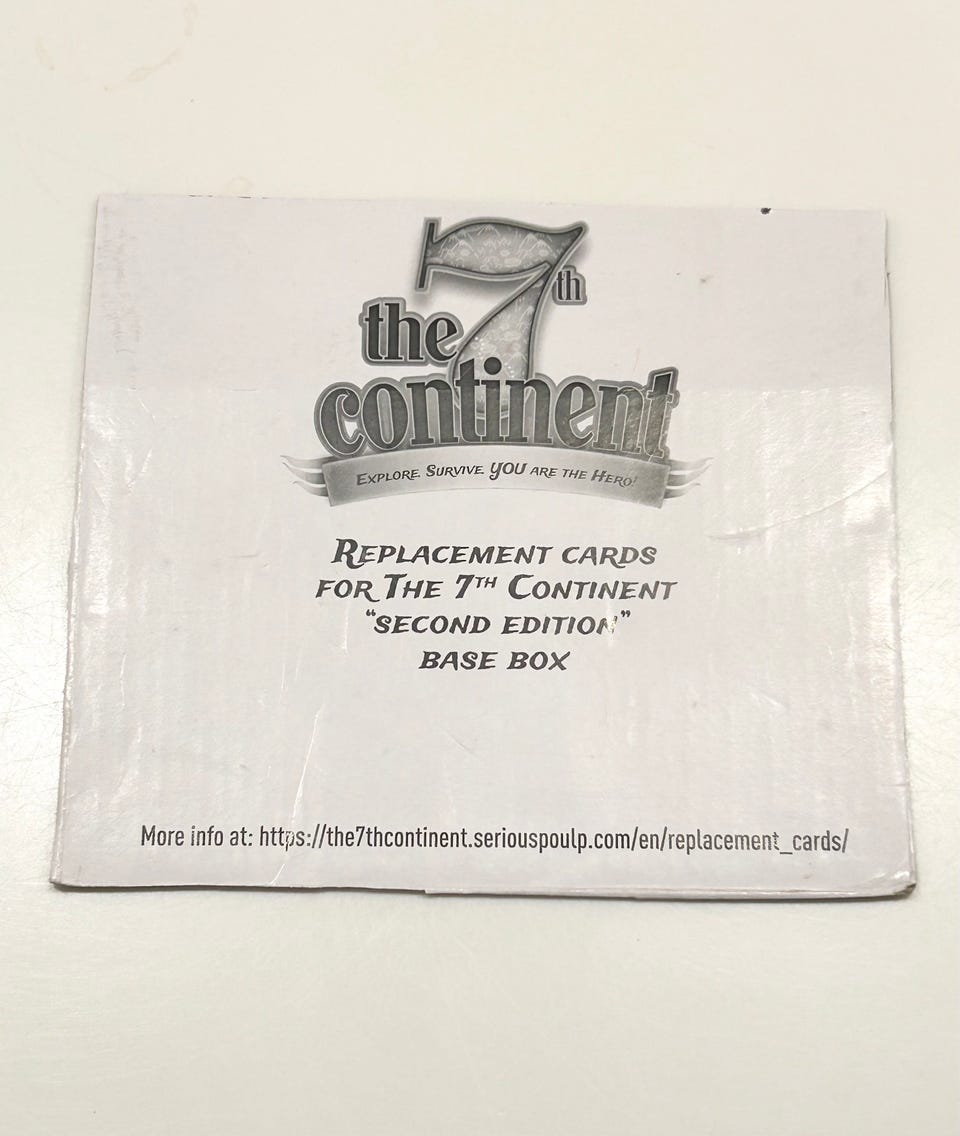 the 7th
continent
EXPLORE. SURVIVE. YOU ARE THE HERO!
REPLACEMENT CARDS
FOR THE 7TH CONTINENT
“SECOND EDITION”
BASE BOX
More info at: https://the7thcontinent.seriouspoulp.com/en/replacement_cards/